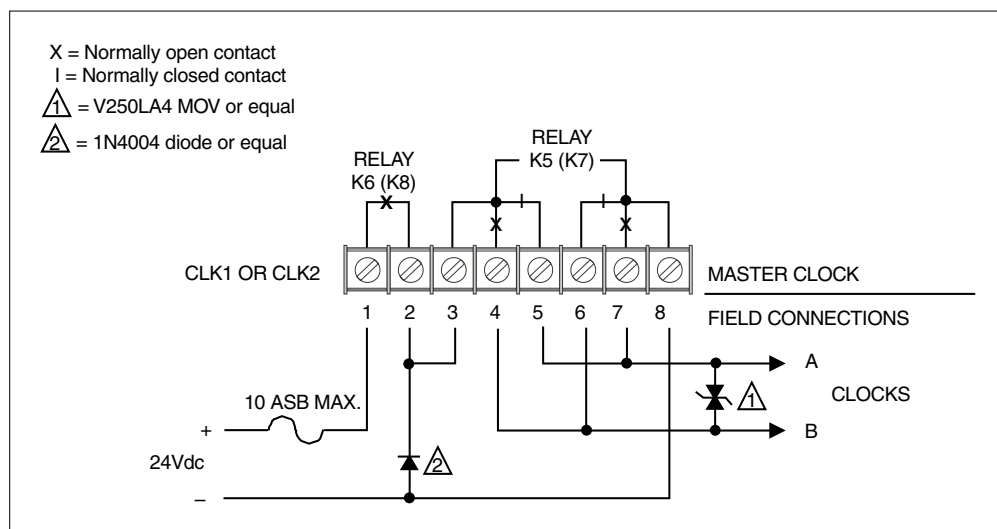 X = Normally open contact
I = Normally closed contact
1 = V250LA4 MOV or equal
2 = 1N4004 diode or equal
RELAY
K6 (K8)
RELAY
K5 (K7)
X
X
X
CLK1 OR CLK2
MASTER CLOCK
1 2 3 4 5 6 7 8
FIELD CONNECTIONS
A
CLOCKS
1
B
10 ASB MAX.
+
24Vdc
2
–